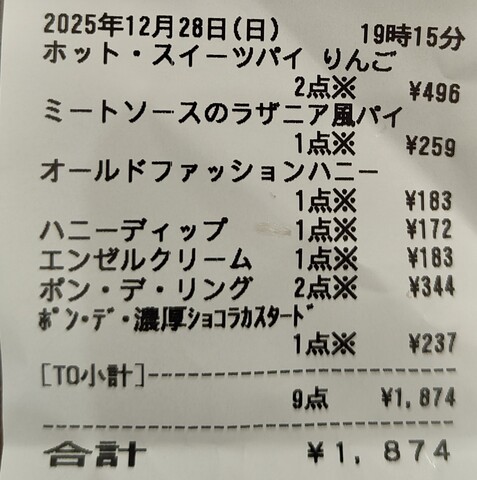 2025年12月28日(日) 19時15分
ホット・スイーツパイ りんご
2点※ ¥496
ミートソースのラザニア風パイ
1点※ ¥259
オールドファッションハニー
1点※ ¥183
ハニーディップ 1点※ ¥172
エンゼルクリーム 1点※ ¥183
ポン・デ・リング 2点※ ¥344
ポン・デ・濃厚ショコラカスタード
1点※ ¥237
[TO小計]
9点 ¥1,874
合計 ¥1,874